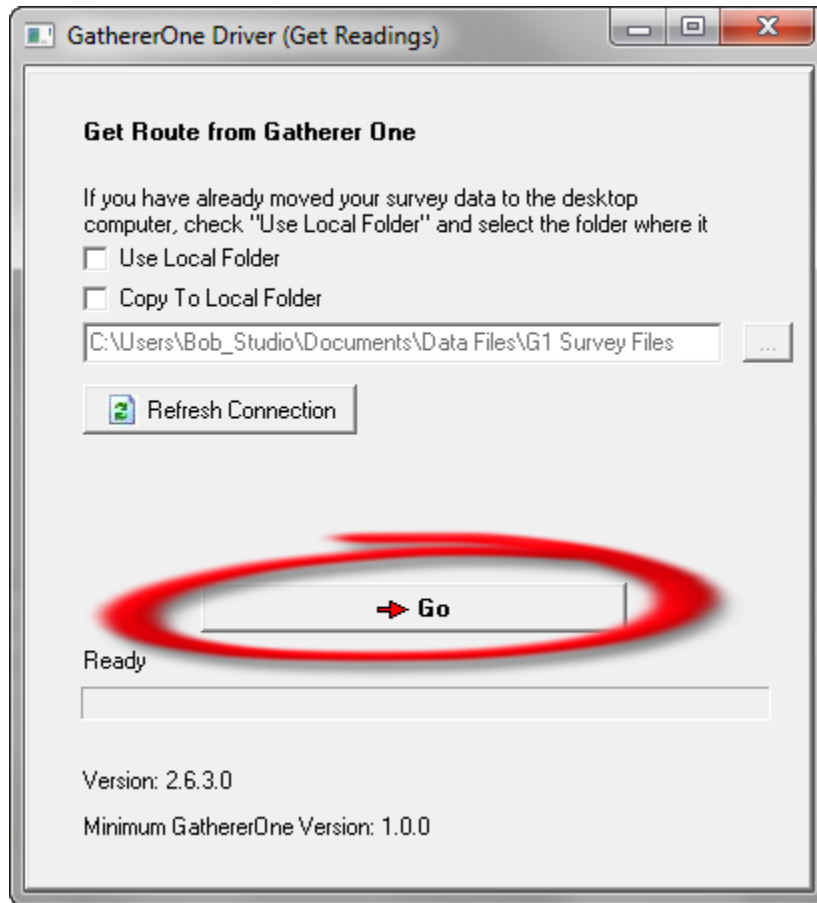 GathererOne Driver (Get Readings)
Get Route from Gatherer One
If you have already moved your survey data to the desktop
computer, check "Use Local Folder" and select the folder where it
Use Local Folder
Copy To Local Folder
C:\Users\Bob_Studio\Documents\Data Files\G1 Survey Files
...
Refresh Connection
Go
Ready
Version: 2.6.3.0
Minimum GathererOne Version: 1.0.0